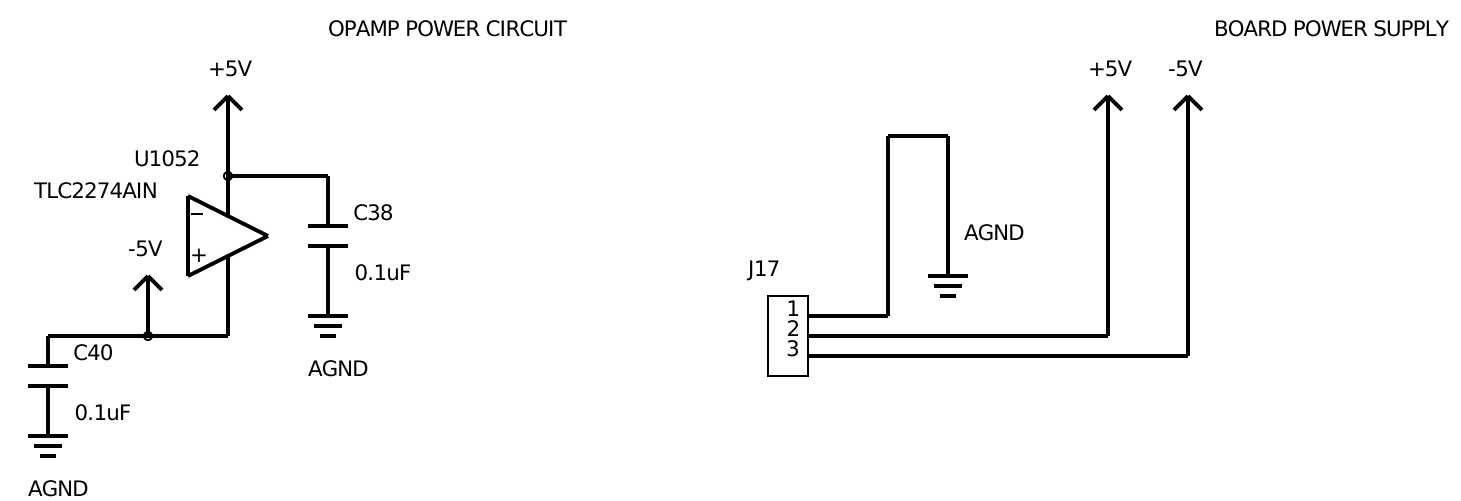 OPAMP POWER CIRCUIT
+5V
U1052
TLC2274AIN
−
+
-5V
C38
0.1uF
AGND
C40
0.1uF
AGND
BOARD POWER SUPPLY
+5V
-5V
AGND
J17
1
2
3